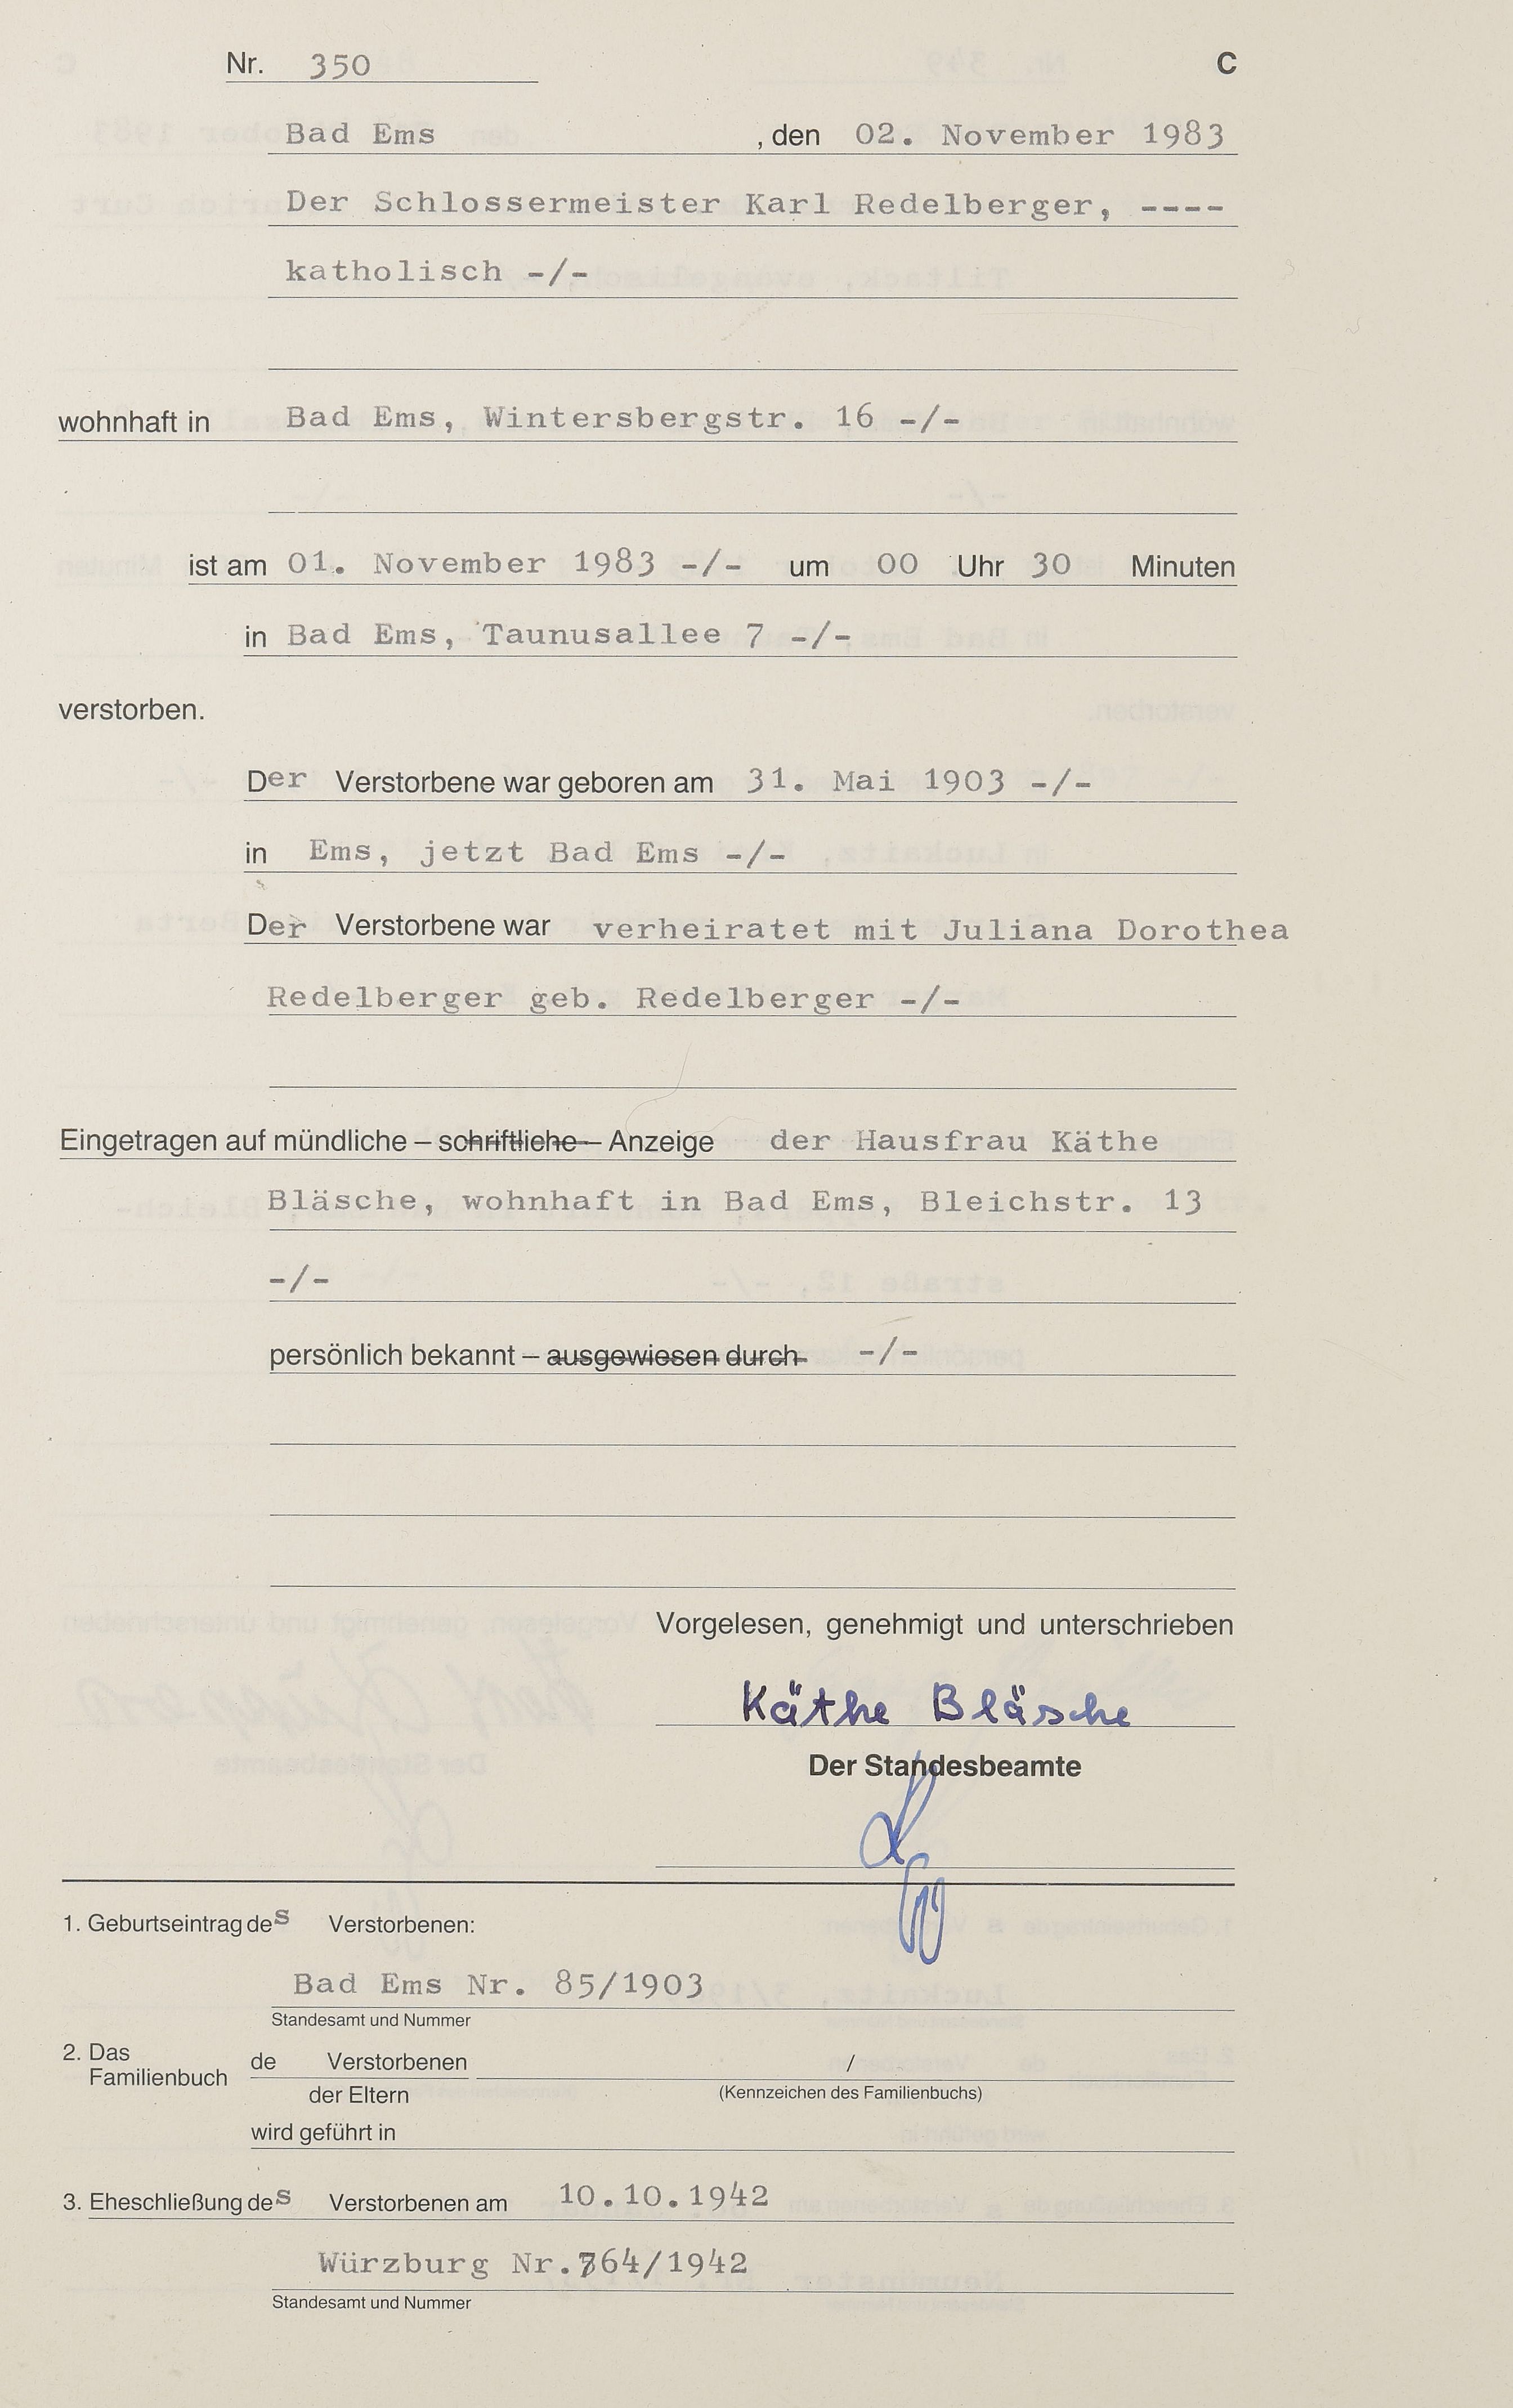 Nr. 350 C
Bad Ems , den 02. November 1983
Der Schlossermeister Karl Redelberger, ----
katholisch -/-
wohnhaft in Bad Ems, Wintersbergstr. 16 -/-
ist am 01. November 1983 -/- um 00 Uhr 30 Minuten
in Bad Ems, Taunusallee 7 -/-
verstorben.
Der Verstorbene war geboren am 31. Mai 1903 -/-
in Ems, jetzt Bad Ems -/-
Der Verstorbene war verheiratet mit Juliana Dorothea
Redelberger geb. Redelberger -/-
Eingetragen auf mündliche – schriftliche – Anzeige der Hausfrau Käthe
Bläsche, wohnhaft in Bad Ems, Bleichstr. 13
-/-
persönlich bekannt – ausgewiesen durch -/-
Vorgelesen, genehmigt und unterschrieben
Käthe Bläsche
Der Standesbeamte
1. Geburtseintrag des Verstorbenen:
Bad Ems Nr. 85/1903
Standesamt und Nummer
2. Das
Familienbuch
de Verstorbenen /
der Eltern (Kennzeichen des Familienbuchs)
wird geführt in
3. Eheschließung des Verstorbenen am 10.10.1942
Würzburg Nr.764/1942
Standesamt und Nummer